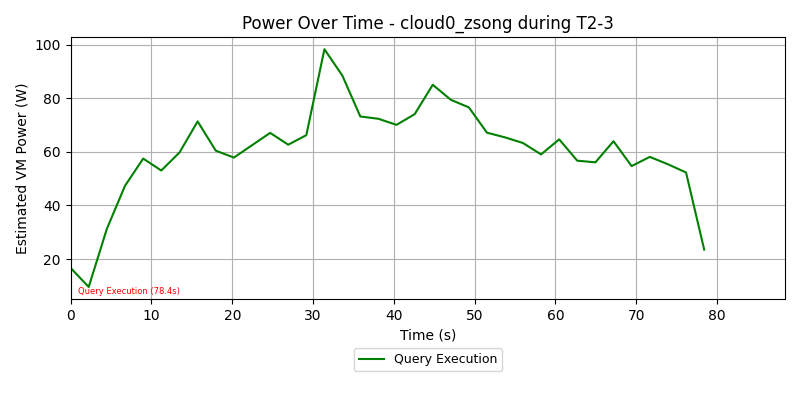 Power Over Time - cloud0_zsong during T2-3
Estimated VM Power (W)
100
80
60
40
20
Query Execution (78.4s)
0 10 20 30 40 50 60 70 80
Time (s)
Query Execution